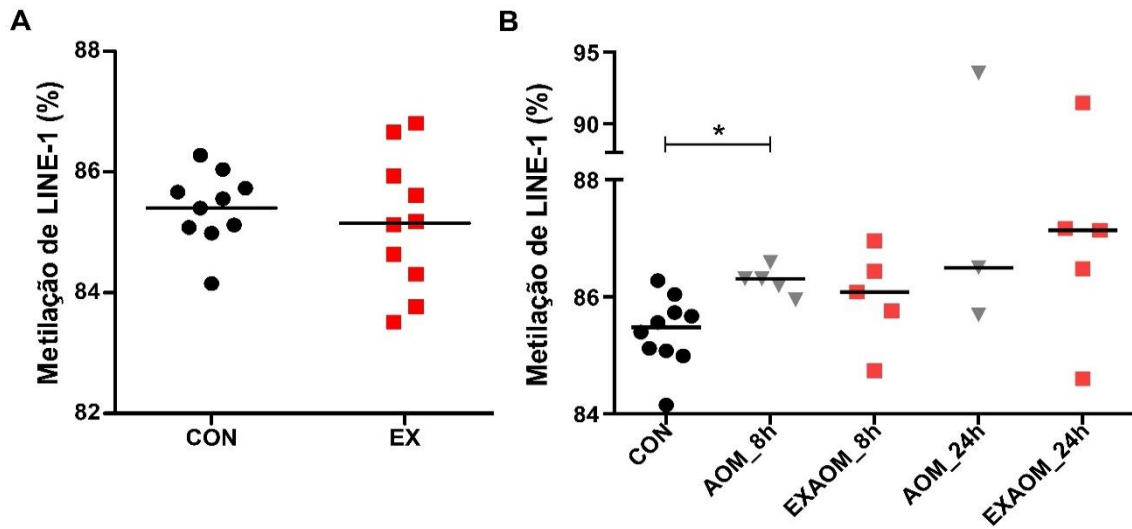 A
Metilação de LINE-1 (%)
88
86
84
82
CON
EX
B
Metilação de LINE-1 (%)
95
90
88
86
84
*
CON
AOM_8h
EXAOM_8h
AOM_24h
EXAOM_24h